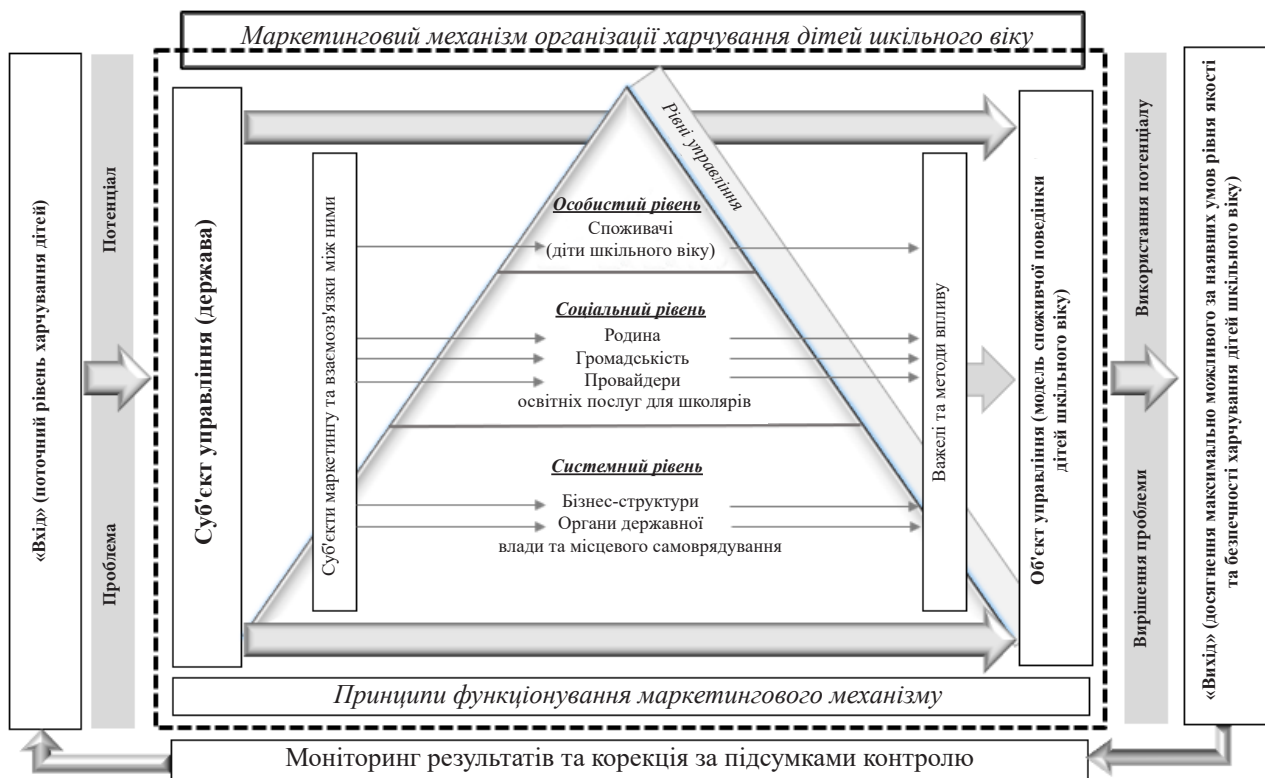 Маркетинговий механізм організації харчування дітей шкільного віку
«Вхід» (поточний рівень харчування дітей)
Потенціал
Проблема
Суб'єкт управління (держава)
Суб'єкти маркетингу та взаємозв'язки між ними
Рівні управління
Особистий рівень
Споживачі
(діти шкільного віку)
Соціальний рівень
Родина
Громадськість
Провайдери
освітніх послуг для школярів
Системний рівень
Бізнес-структури
Органи державної
влади та місцевого самоврядування
Важелі та методи впливу
Об'єкт управління (модель споживчої поведінки
дітей шкільного віку)
Використання потенціалу
Вирішення проблеми
«Вихід» (досягнення максимально можливого за наявних умов рівня якості
та безпечності харчування дітей шкільного віку)
Принципи функціонування маркетингового механізму
Моніторинг результатів та корекція за підсумками контролю